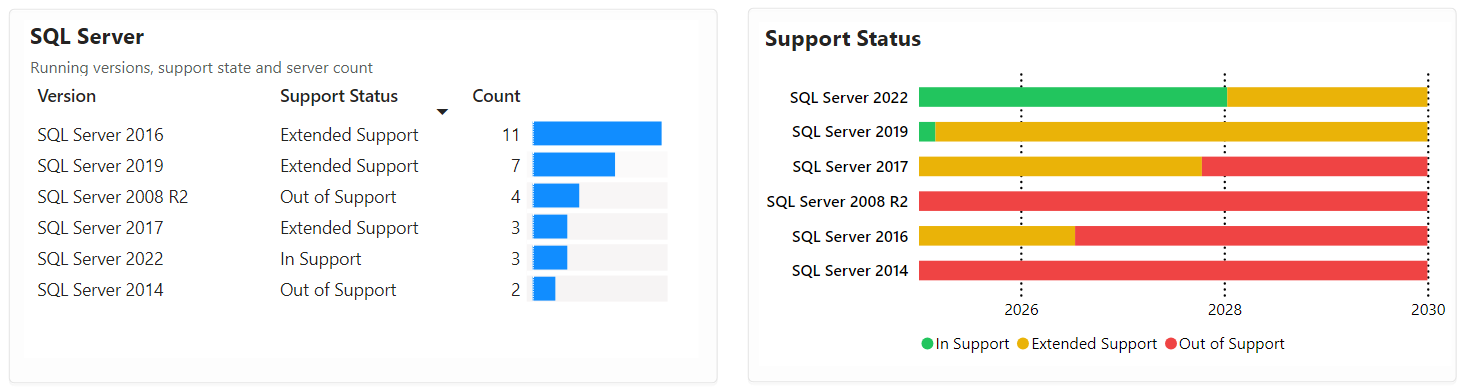 SQL Server
Running versions, support state and server count
Version Support Status Count
SQL Server 2016 Extended Support 11
SQL Server 2019 Extended Support 7
SQL Server 2008 R2 Out of Support 4
SQL Server 2017 Extended Support 3
SQL Server 2022 In Support 3
SQL Server 2014 Out of Support 2
Support Status
SQL Server 2022
SQL Server 2019
SQL Server 2017
SQL Server 2008 R2
SQL Server 2016
SQL Server 2014
2026 2028 2030
In Support Extended Support Out of Support